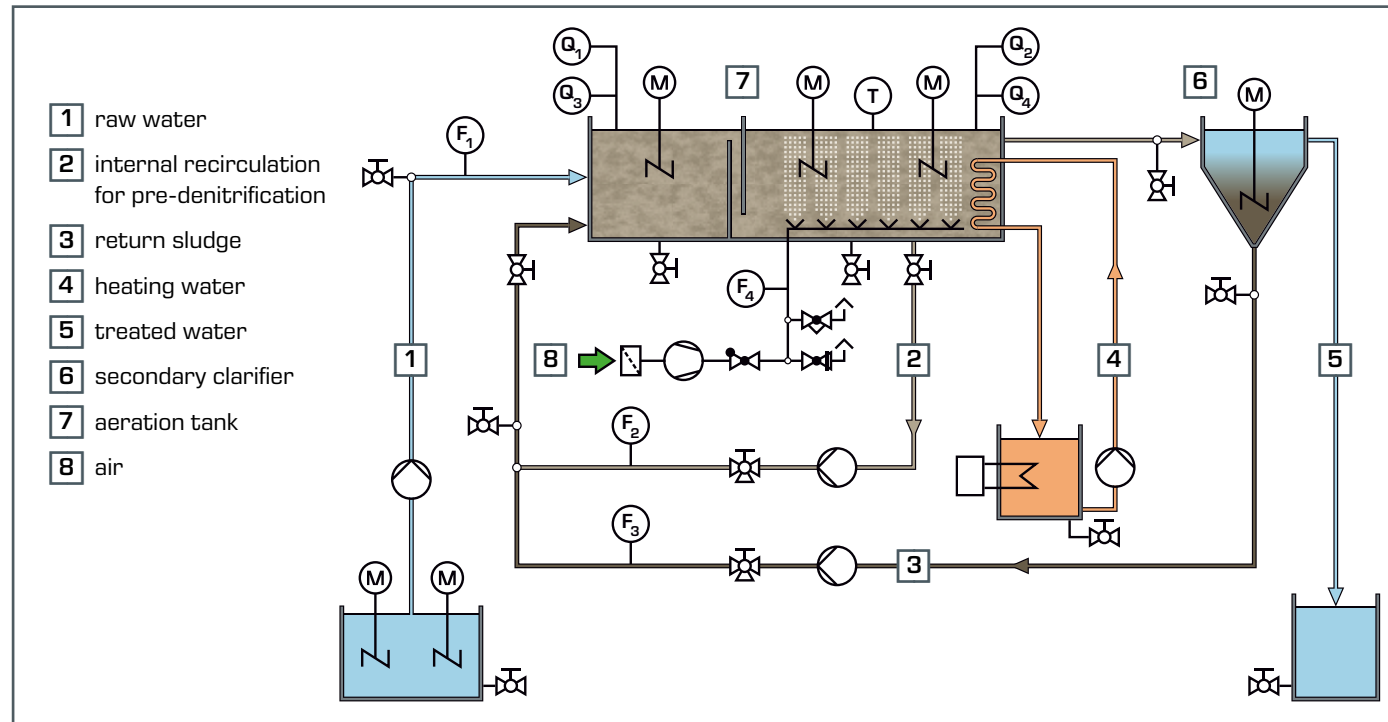 1 raw water
2 internal recirculation
for pre-denitrification
3 return sludge
4 heating water
5 treated water
6 secondary clarifier
7 aeration tank
8 air
Q1
Q3
M
7
M
T
M
Q2
Q4
6
M
F1
F4
8
1
2
4
5
F2
F3
3
M
M